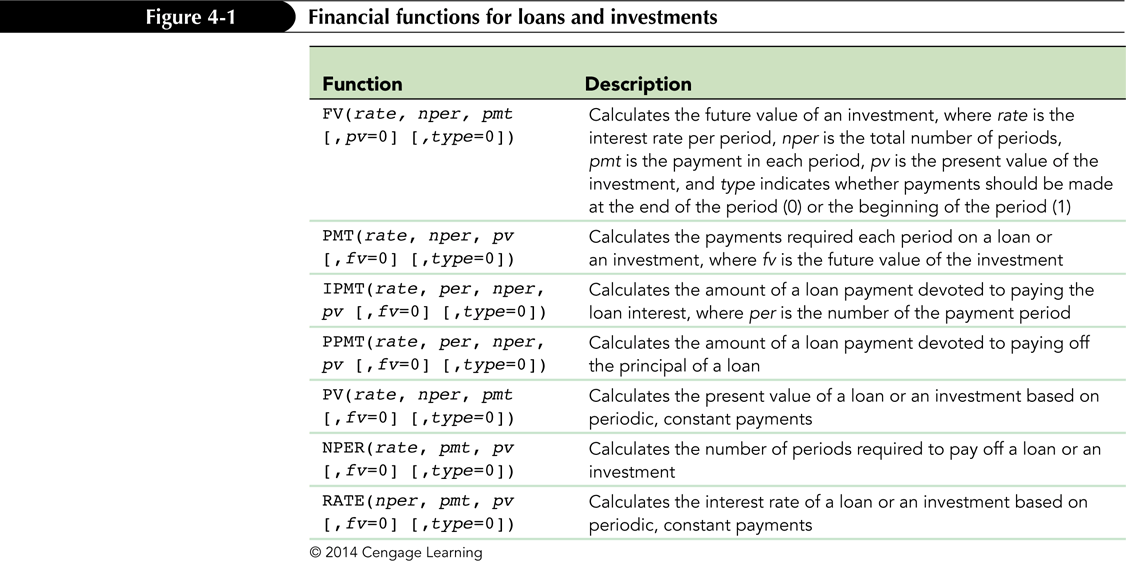 Figure 4-1 Financial functions for loans and investments
Function Description
FV(rate, nper, pmt Calculates the future value of an investment, where rate is the
[,pv=0] [,type=0]) interest rate per period, nper is the total number of periods,
pmt is the payment in each period, pv is the present value of the
investment, and type indicates whether payments should be made
at the end of the period (0) or the beginning of the period (1)
PMT(rate, nper, pv Calculates the payments required each period on a loan or
[,fv=0] [,type=0]) an investment, where fv is the future value of the investment
IPMT(rate, per, nper, Calculates the amount of a loan payment devoted to paying the
pv [,fv=0] [,type=0]) loan interest, where per is the number of the payment period
PPMT(rate, per, nper, Calculates the amount of a loan payment devoted to paying off
pv [,fv=0] [,type=0]) the principal of a loan
PV(rate, nper, pmt Calculates the present value of a loan or an investment based on
[,fv=0] [,type=0]) periodic, constant payments
NPER(rate, pmt, pv Calculates the number of periods required to pay off a loan or an
[,fv=0] [,type=0]) investment
RATE(nper, pmt, pv Calculates the interest rate of a loan or an investment based on
[,fv=0] [,type=0]) periodic, constant payments
© 2014 Cengage Learning